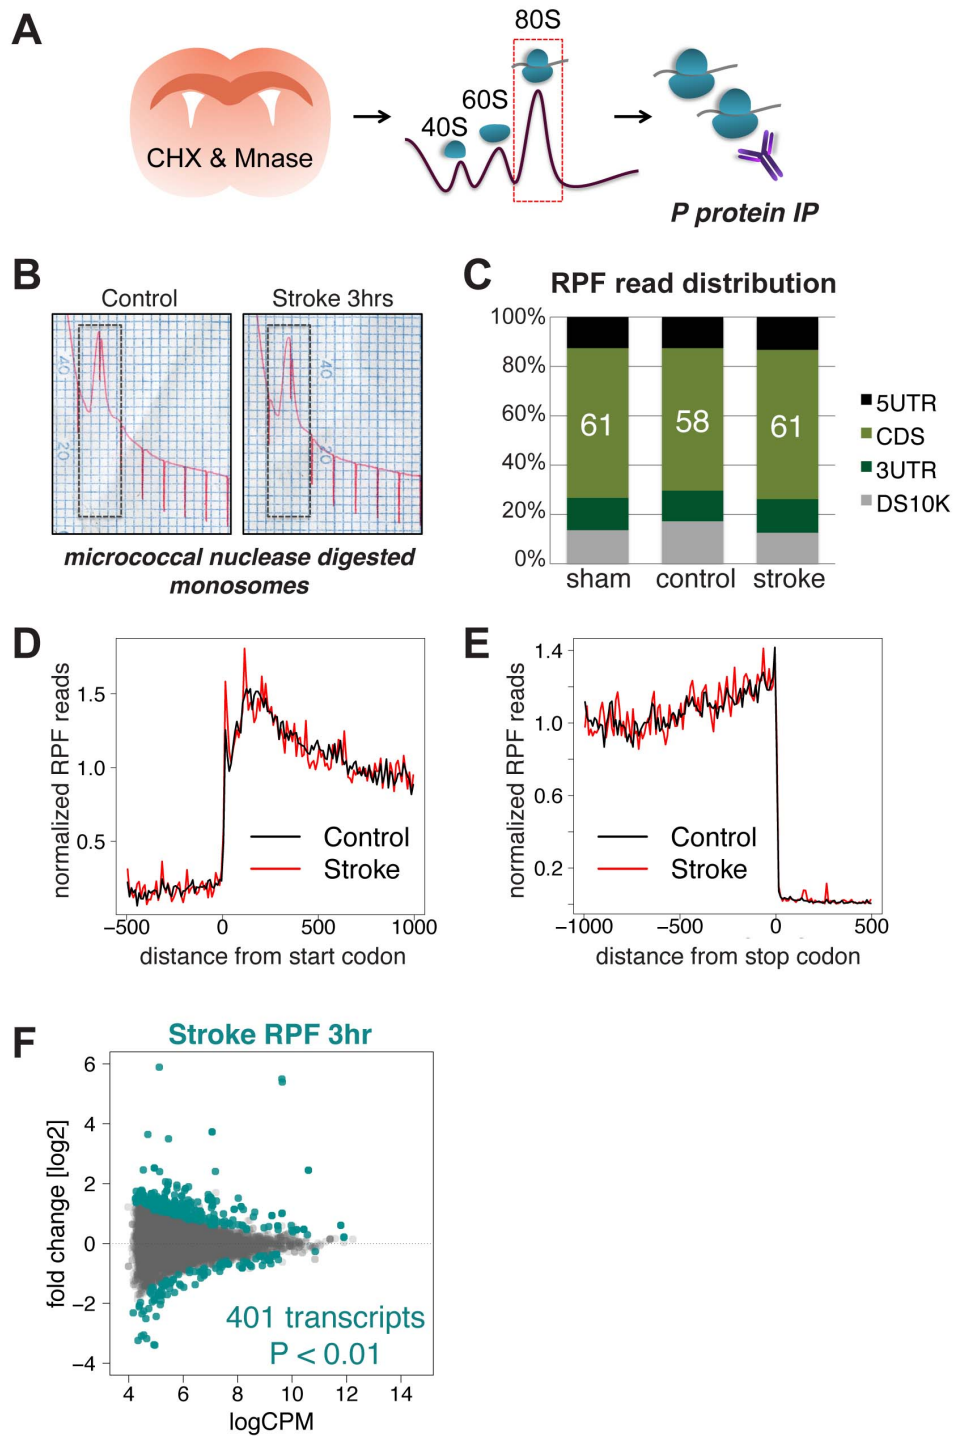 A
80S
60S
40S
CHX & Mnase
P protein IP
B
Control
Stroke 3hrs
40
20
40
20
micrococcal nuclease digested
monosomes
C
RPF read distribution
100%
80%
60%
40%
20%
0%
61
58
61
sham
control
stroke
5UTR
CDS
3UTR
DS10K
D
normalized RPF reads
1.5
1.0
0.5
Control
Stroke
−500
0
500
1000
distance from start codon
E
normalized RPF reads
1.4
1.0
0.6
0.2
Control
Stroke
−1000
−500
0
500
distance from stop codon
F
Stroke RPF 3hr
fold change [log2]
6
4
2
0
−2
−4
401 transcripts
P < 0.01
4
6
8
10
12
14
logCPM